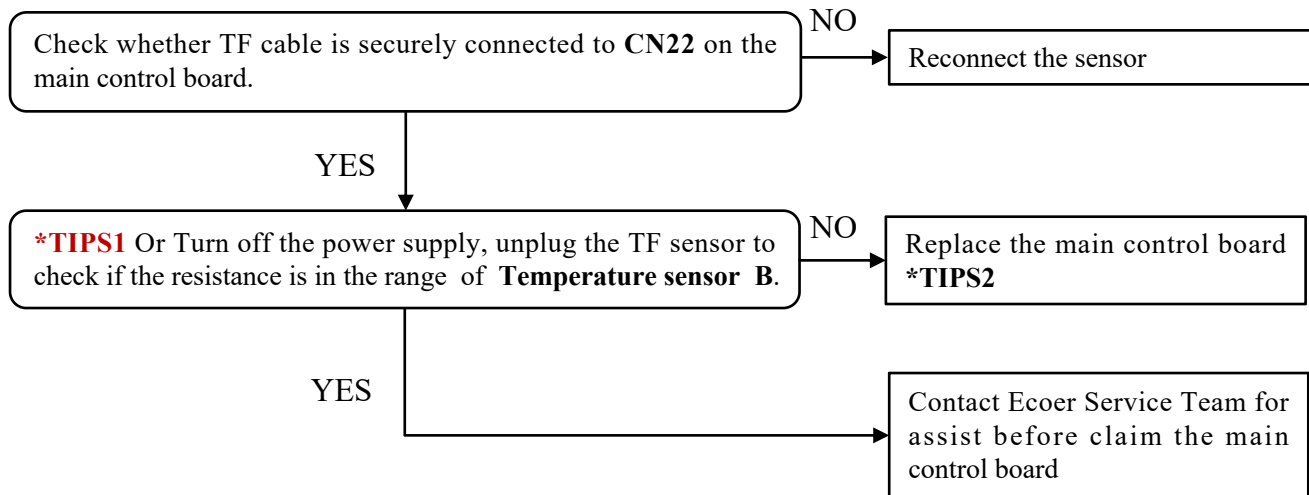 NO
Check whether TF cable is securely connected to CN22 on the
main control board.
Reconnect the sensor
YES
*TIPS1 Or Turn off the power supply, unplug the TF sensor to
check if the resistance is in the range of Temperature sensor B.
NO
Replace the main control board
*TIPS2
YES
Contact Ecoer Service Team for
assist before claim the main
control board